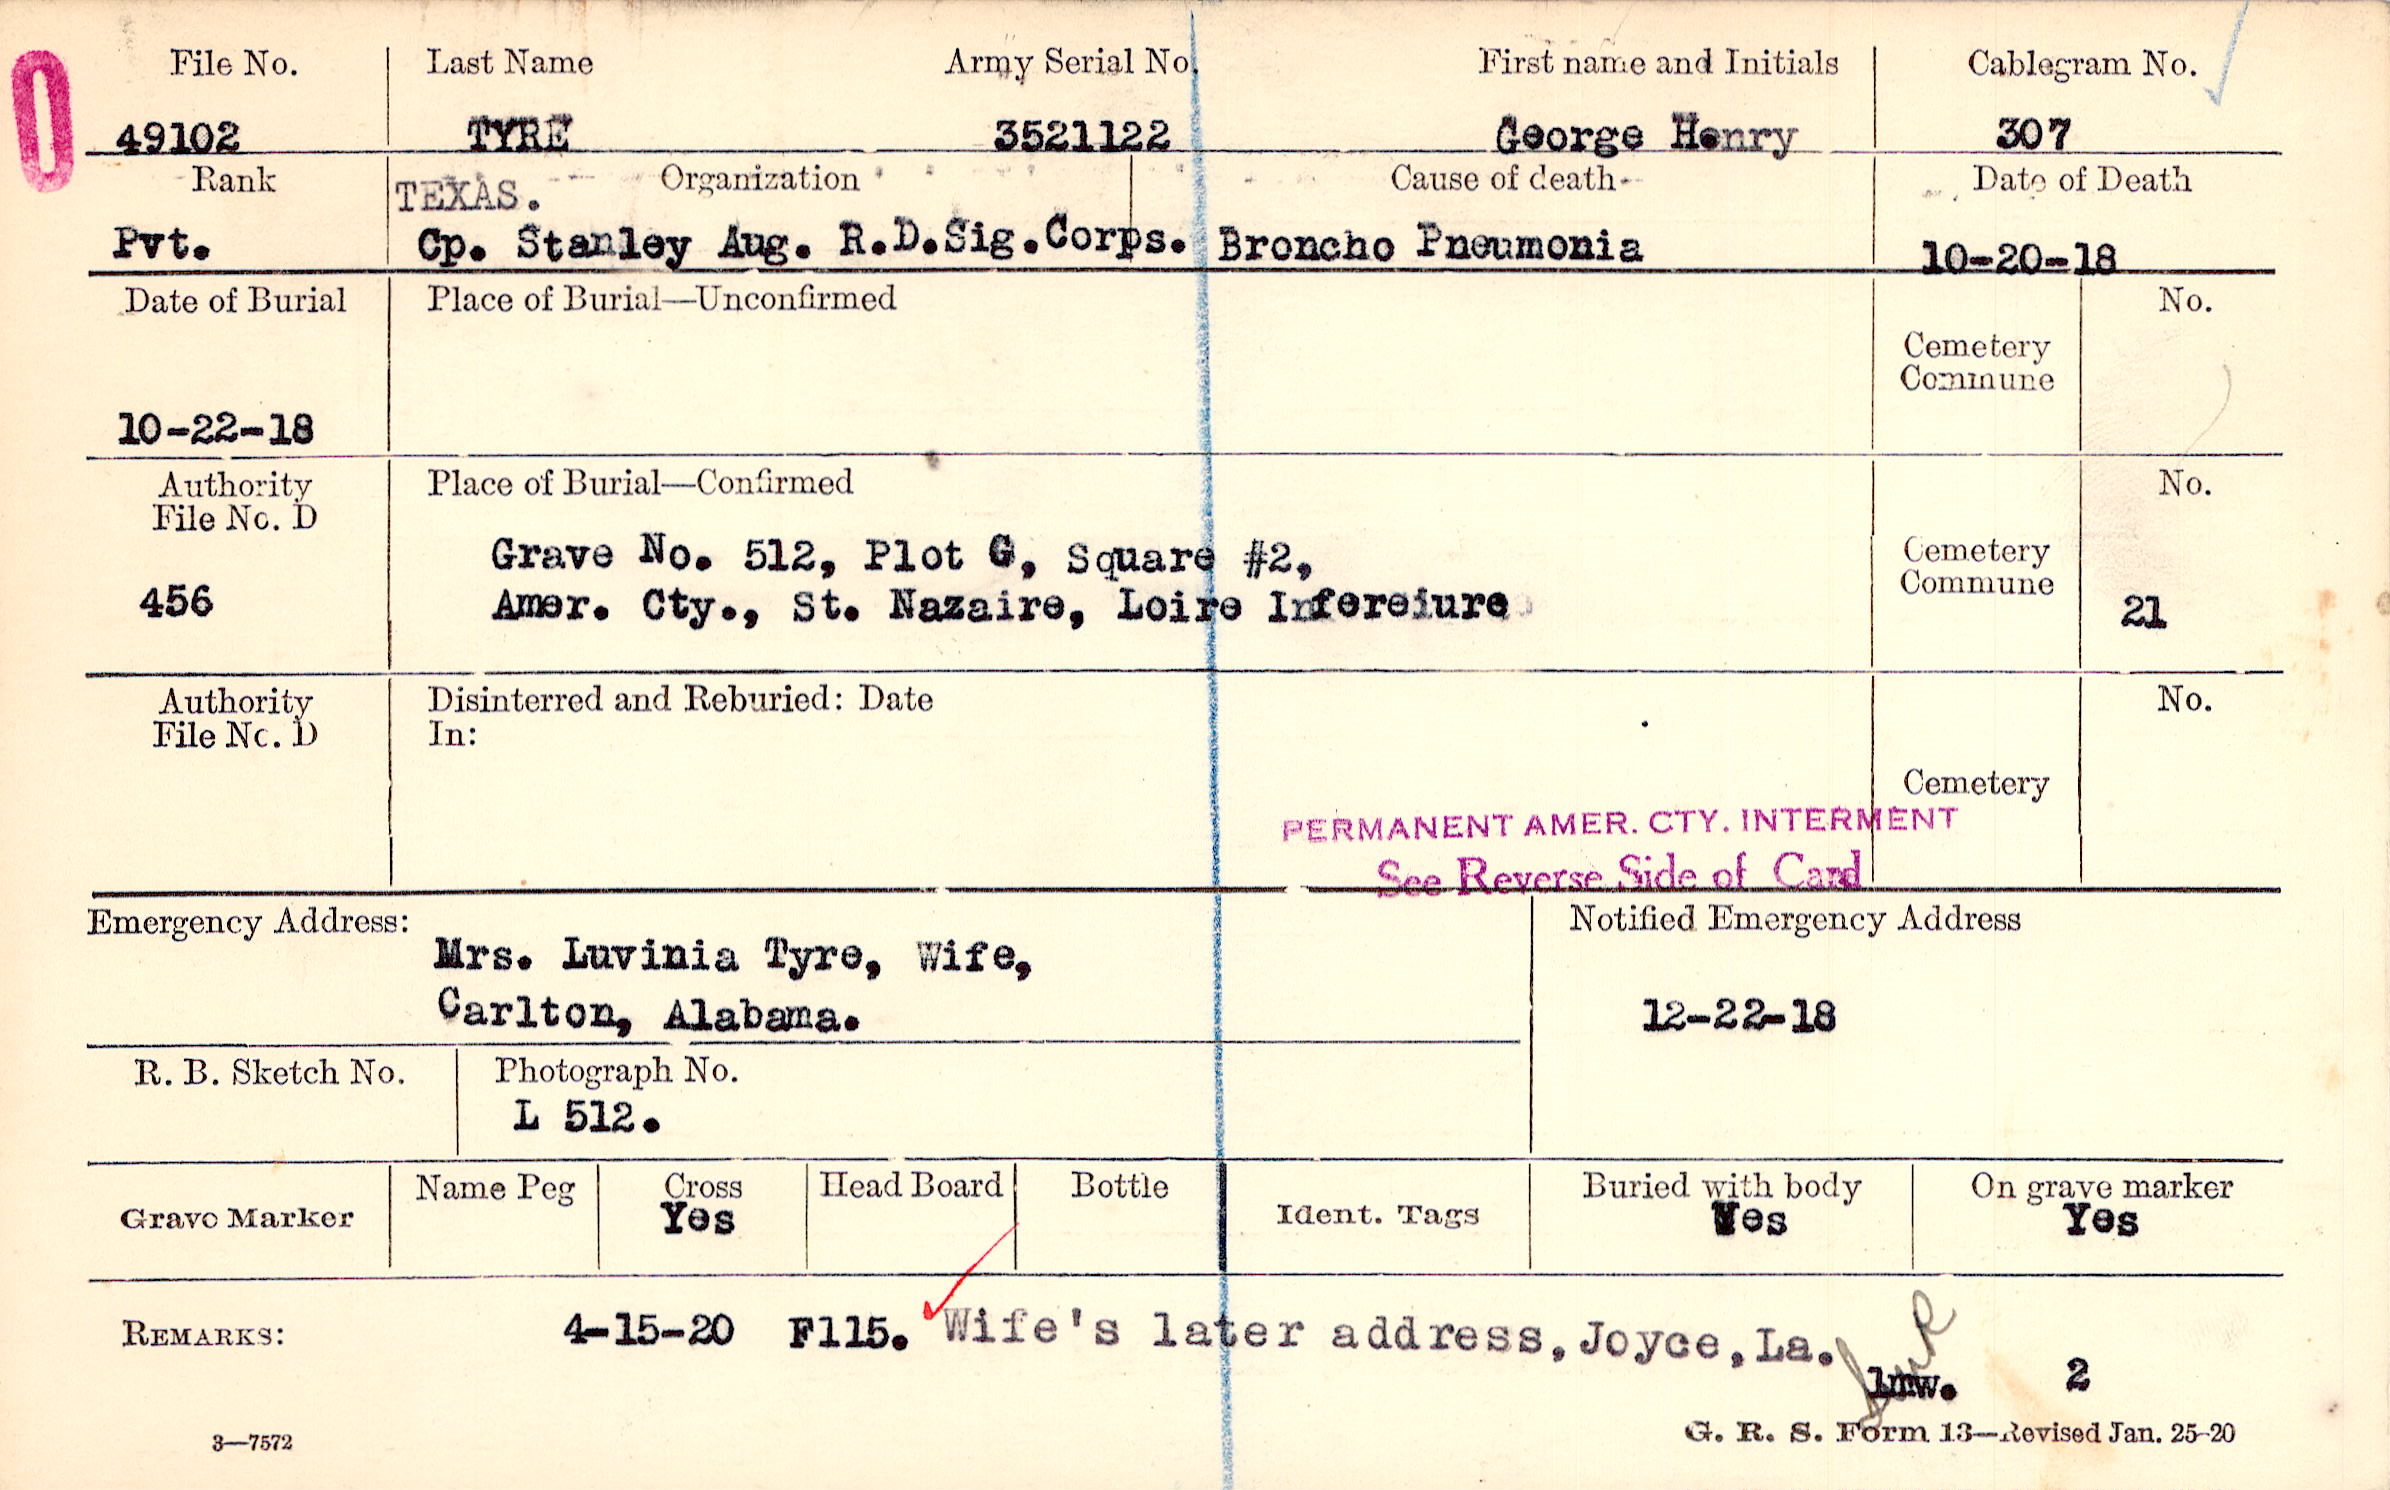 File No. Last Name Army Serial No. First name and Initials Cablegram No.
49102 TYRE 3521122 George Henry 307
Rank TEXAS. Organization Cause of death Date of Death
Pvt. Cp. Stanley Aug. R.D.Sig.Corps. Broncho Pneumonia 10-20-18
Date of Burial Place of Burial—Unconfirmed No.
Cemetery
Commune
10-22-18
Authority Place of Burial—Confirmed No.
File No. D
Grave No. 512, Plot G, Square #2, Cemetery
Commune
456 Amer. Cty., St. Nazaire, Loire Infereiure 21
Authority Disinterred and Reburied: Date No.
File No. D In:
Cemetery
PERMANENT AMER. CTY. INTERMENT
See Reverse Side of Card
Emergency Address: Notified Emergency Address
Mrs. Luvinia Tyre, Wife,
Carlton, Alabama. 12-22-18
R. B. Sketch No. Photograph No.
L 512.
Grave Marker Name Peg Cross Head Board Bottle Ident. Tags Buried with body On grave marker
Yes Yes Yes
REMARKS: 4-15-20 F115. Wife's later address, Joyce, La.
lmw. 2
3—7572 G. R. S. Form 13—Revised Jan. 25-20